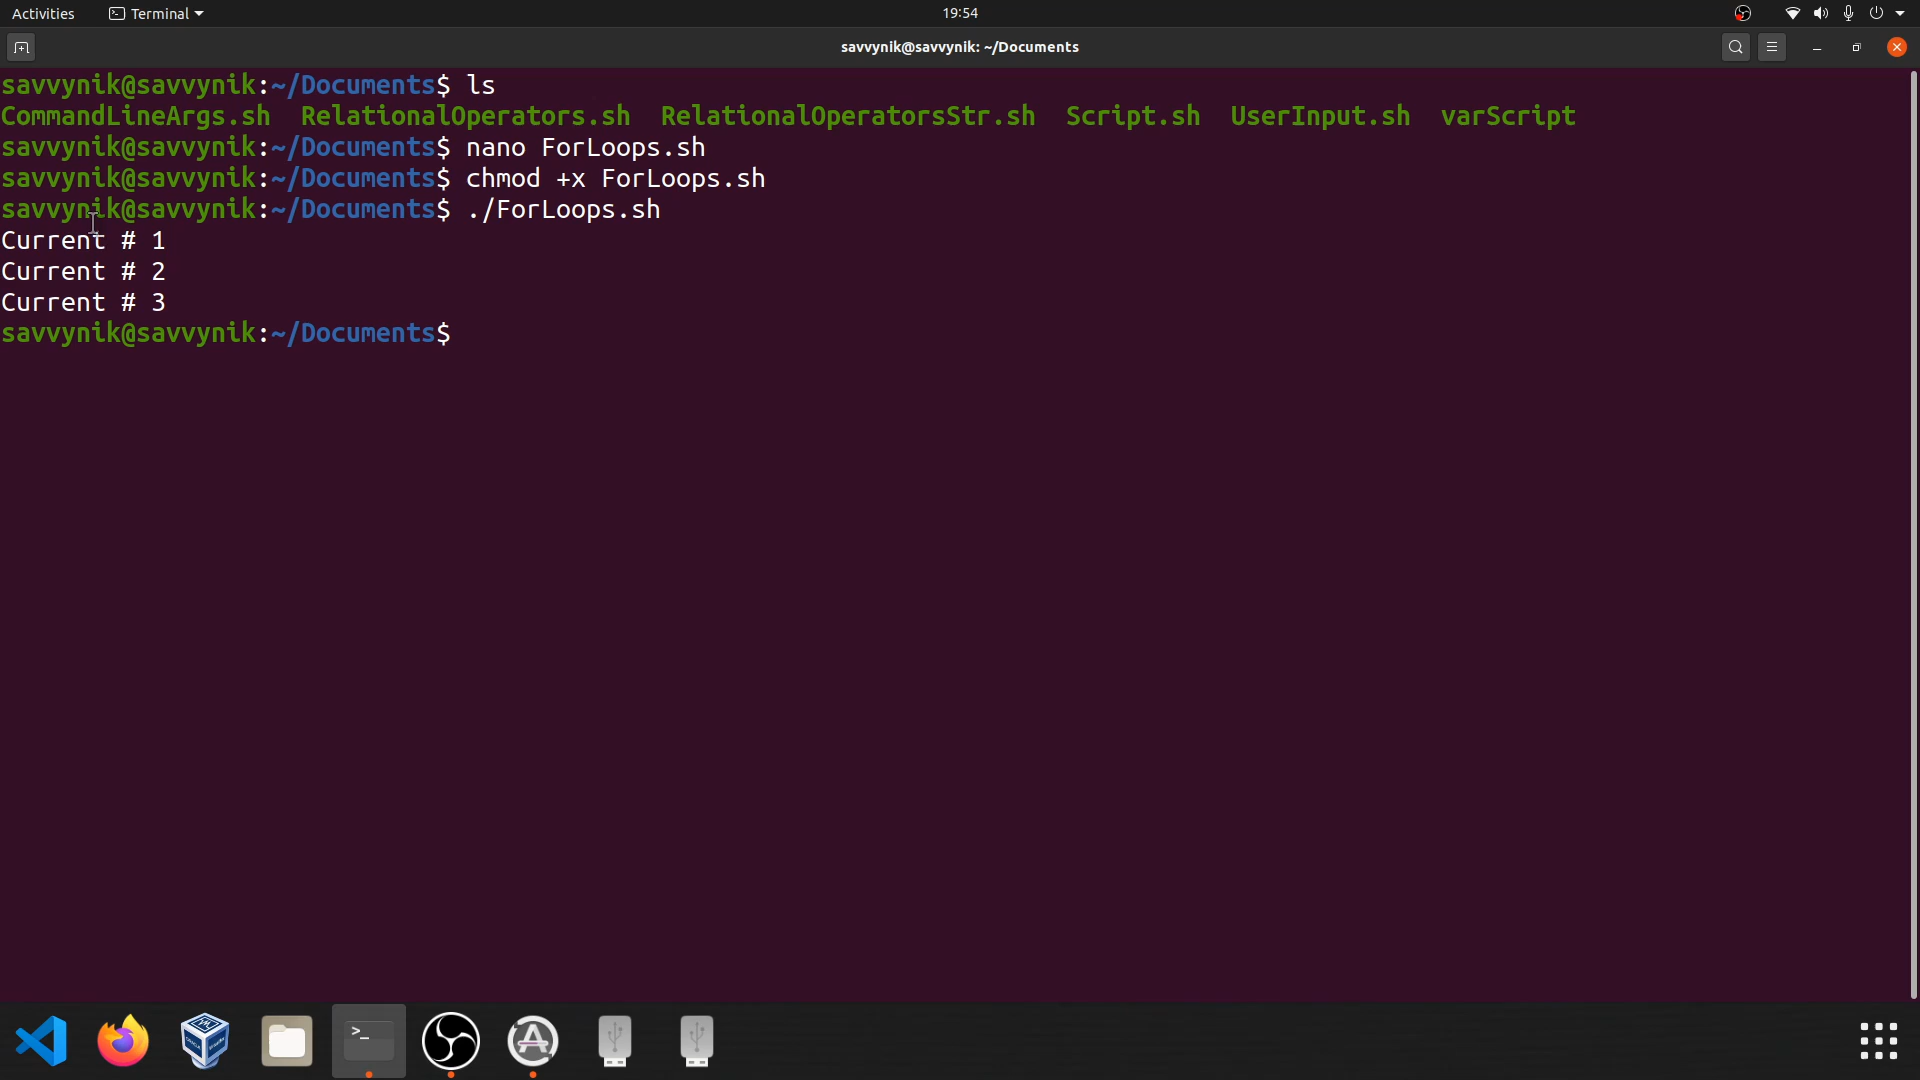 Activities Terminal 19:54
savvynik@savvynik: ~/Documents
savvynik@savvynik:~/Documents$ ls
CommandLineArgs.sh RelationalOperators.sh RelationalOperatorsStr.sh Script.sh UserInput.sh varScript
savvynik@savvynik:~/Documents$ nano ForLoops.sh
savvynik@savvynik:~/Documents$ chmod +x ForLoops.sh
savvynik@savvynik:~/Documents$ ./ForLoops.sh
Current # 1
Current # 2
Current # 3
savvynik@savvynik:~/Documents$